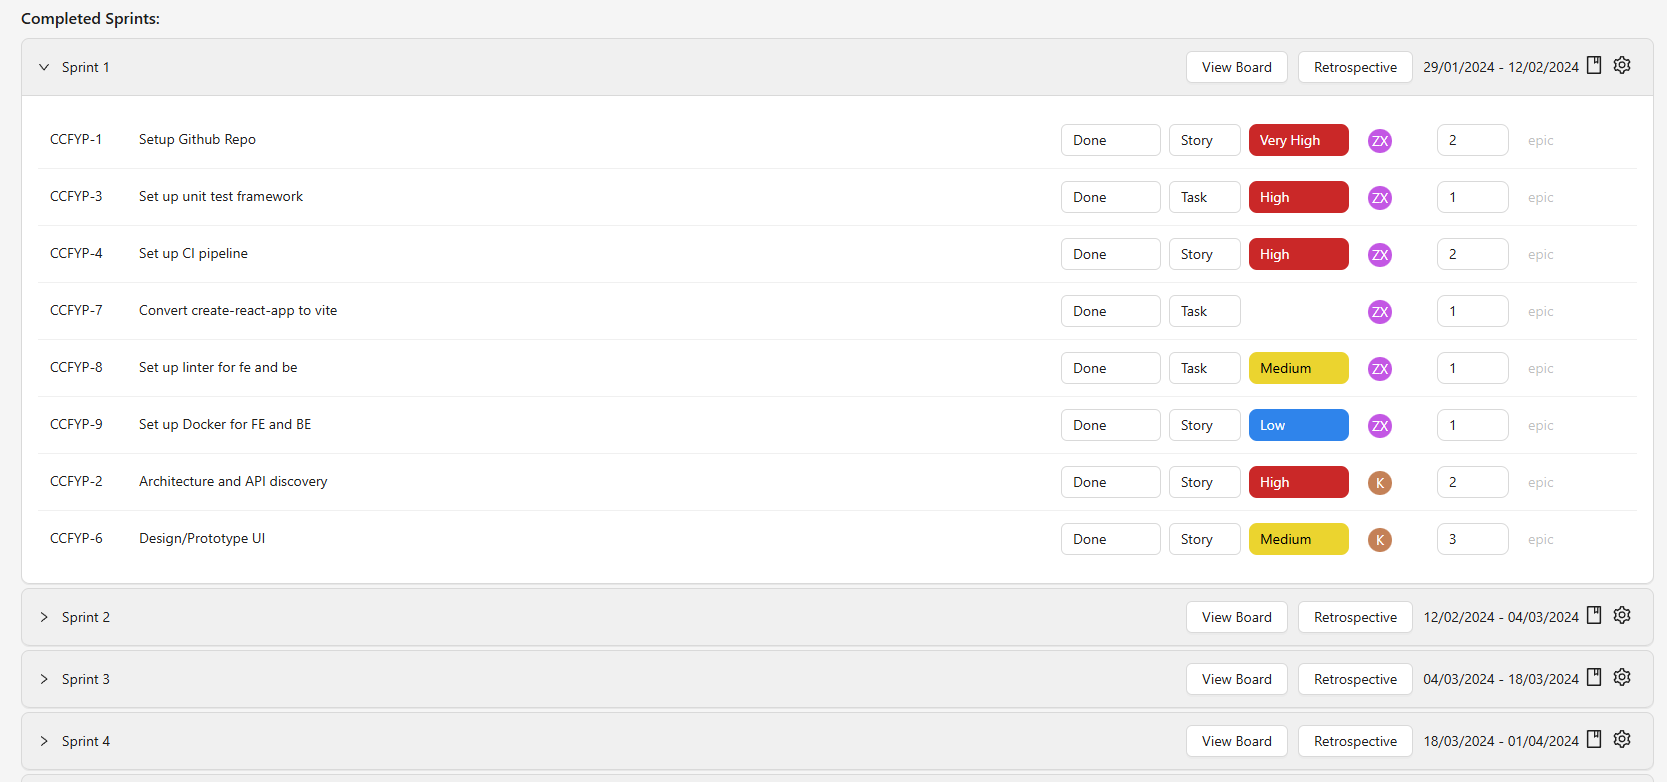 Completed Sprints:
Sprint 1 View Board Retrospective 29/01/2024 - 12/02/2024
CCFYP-1 Setup Github Repo Done Story Very High ZX 2 epic
CCFYP-3 Set up unit test framework Done Task High ZX 1 epic
CCFYP-4 Set up CI pipeline Done Story High ZX 2 epic
CCFYP-7 Convert create-react-app to vite Done Task ZX 1 epic
CCFYP-8 Set up linter for fe and be Done Task Medium ZX 1 epic
CCFYP-9 Set up Docker for FE and BE Done Story Low ZX 1 epic
CCFYP-2 Architecture and API discovery Done Story High K 2 epic
CCFYP-6 Design/Prototype UI Done Story Medium K 3 epic
Sprint 2 View Board Retrospective 12/02/2024 - 04/03/2024
Sprint 3 View Board Retrospective 04/03/2024 - 18/03/2024
Sprint 4 View Board Retrospective 18/03/2024 - 01/04/2024